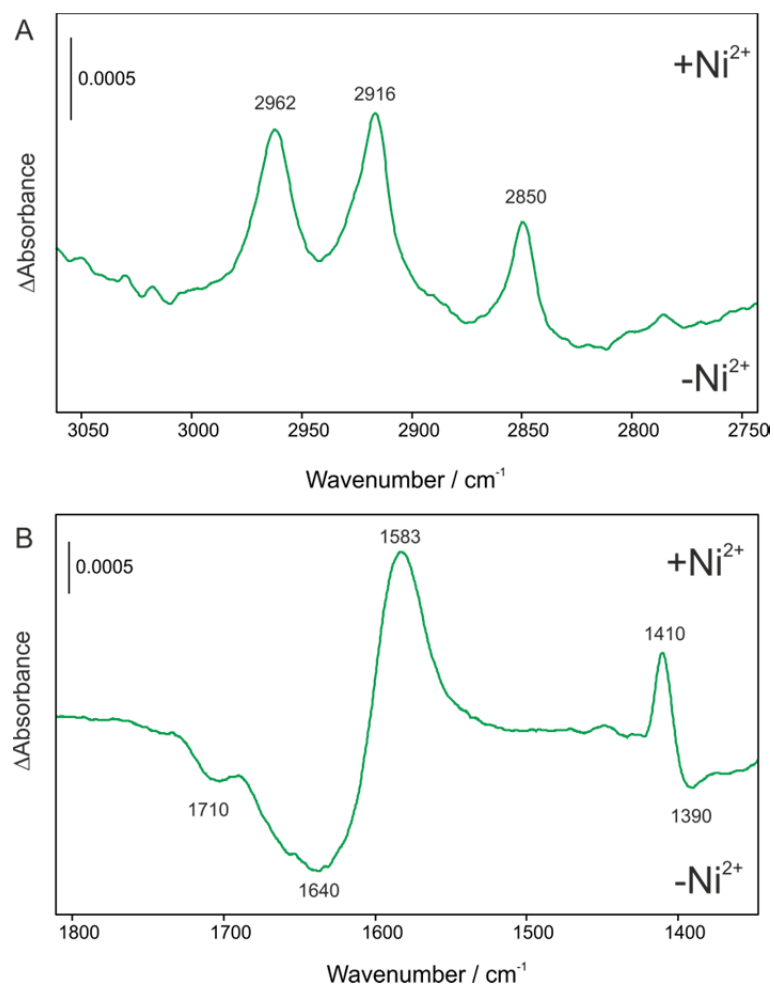 A
0.0005
+Ni²⁺
2962
2916
2850
ΔAbsorbance
-Ni²⁺
3050 3000 2950 2900 2850 2800 2750
Wavenumber / cm⁻¹
B
0.0005
+Ni²⁺
1583
1410
ΔAbsorbance
1710
1390
1640
-Ni²⁺
1800 1700 1600 1500 1400
Wavenumber / cm⁻¹